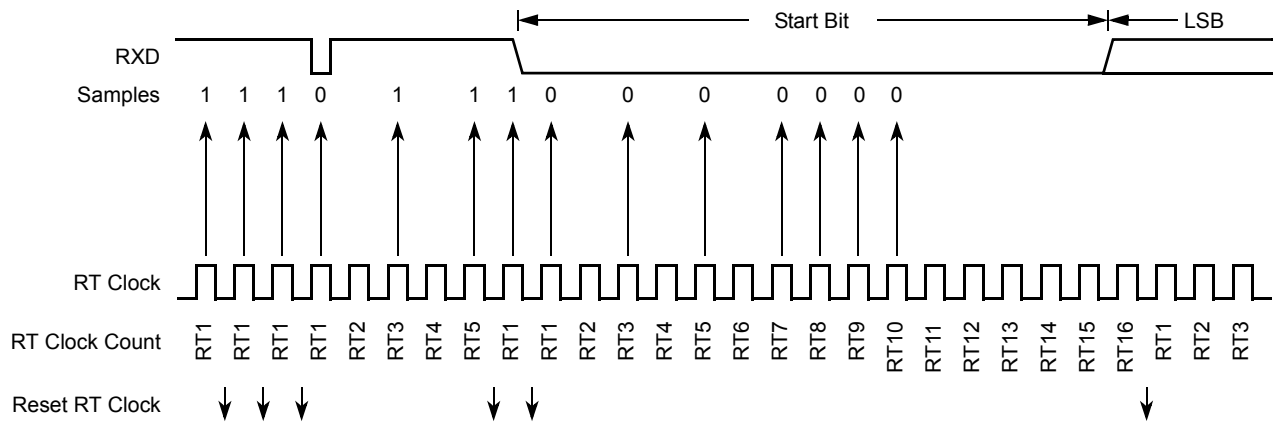 Start Bit LSB
RXD
Samples 1 1 1 0 1 1 1 0 0 0 0 0 0 0
RT Clock
RT Clock Count RT1 RT1 RT1 RT1 RT2 RT3 RT4 RT5 RT1 RT1 RT2 RT3 RT4 RT5 RT6 RT7 RT8 RT9 RT10 RT11 RT12 RT13 RT14 RT15 RT16 RT1 RT2 RT3
Reset RT Clock